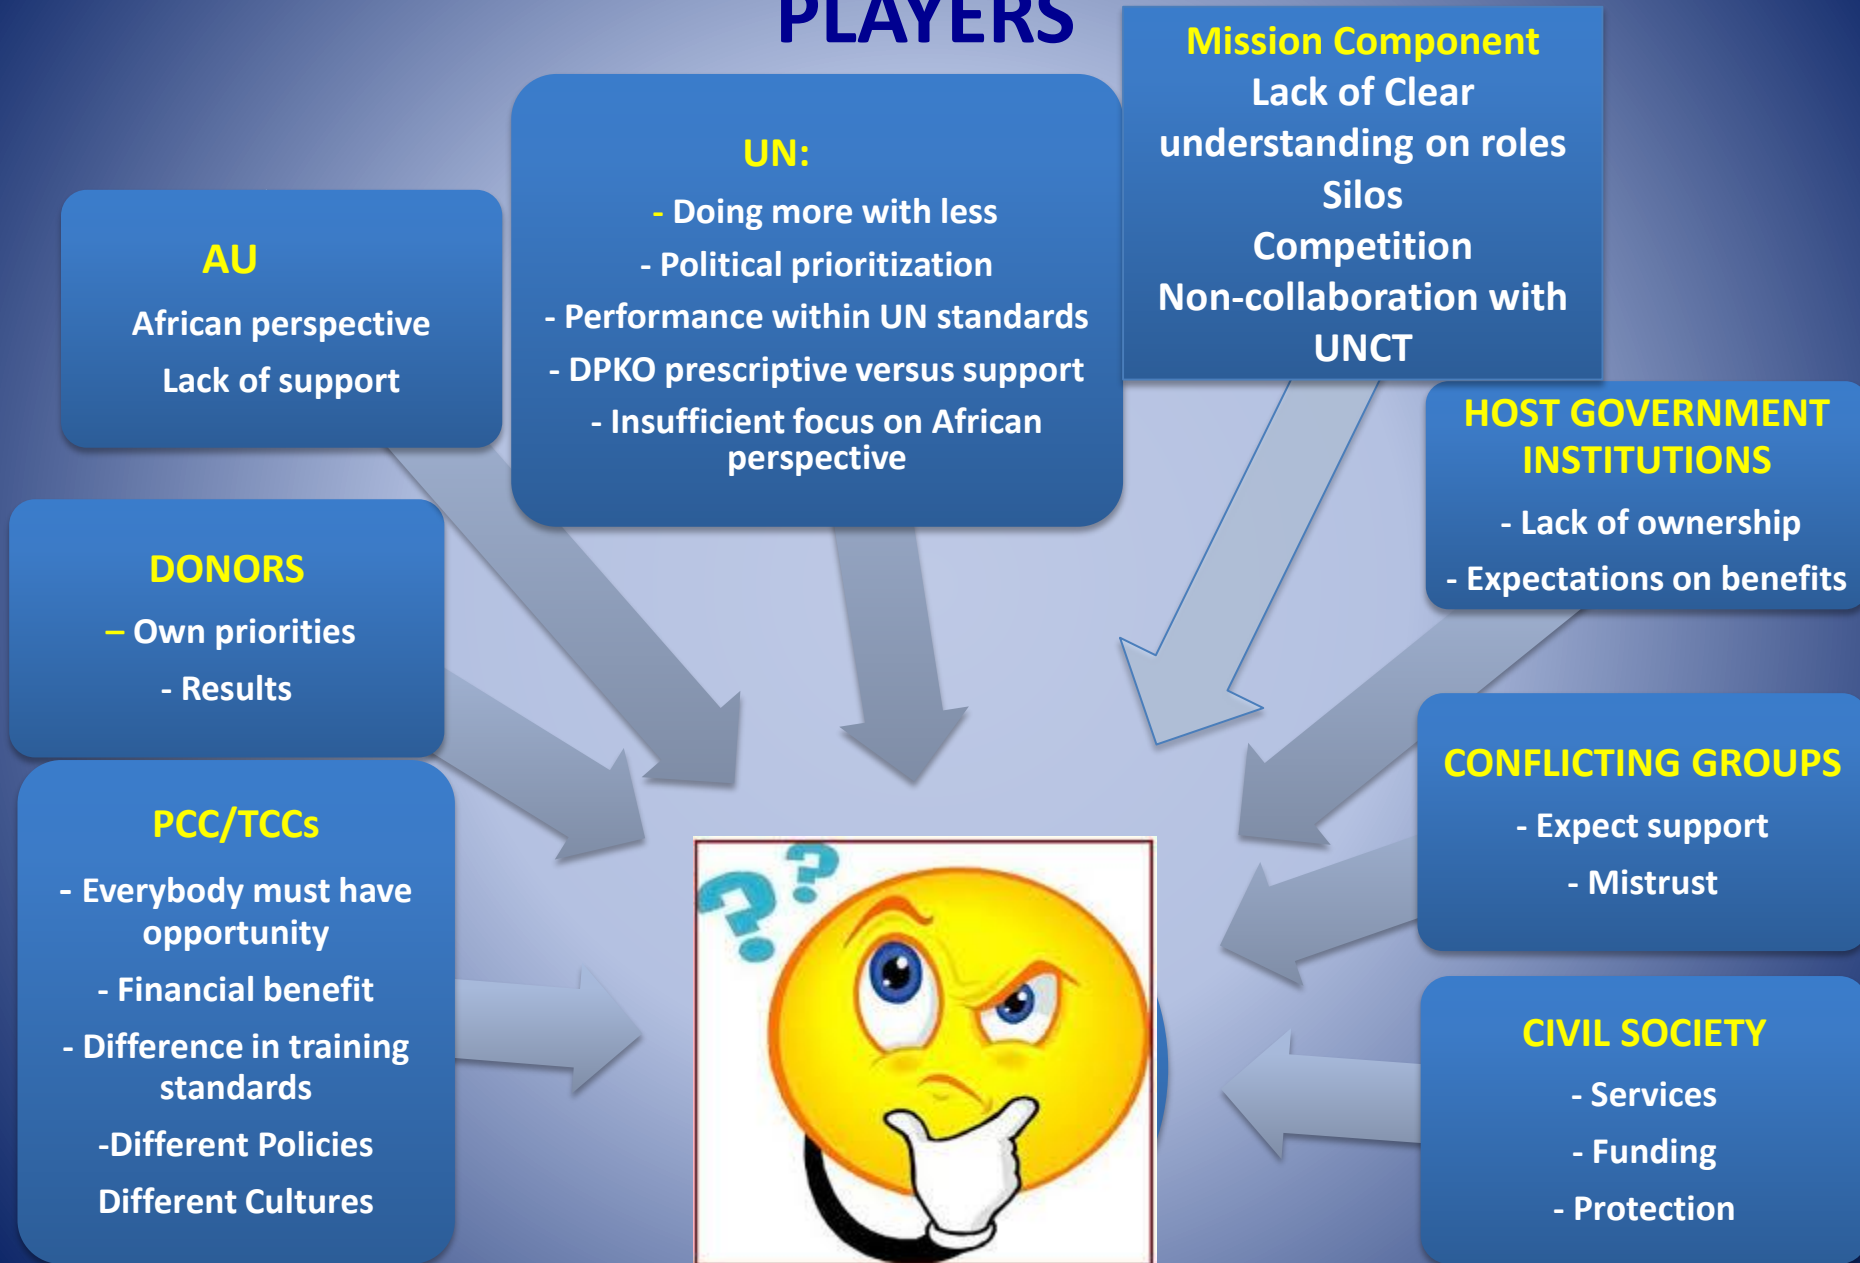 PLAYERS
Mission Component
Lack of Clear
understanding on roles
Silos
Competition
Non-collaboration with
UNCT
UN:
- Doing more with less
- Political prioritization
- Performance within UN standards
- DPKO prescriptive versus support
- Insufficient focus on African
perspective
AU
African perspective
Lack of support
HOST GOVERNMENT
INSTITUTIONS
- Lack of ownership
- Expectations on benefits
DONORS
– Own priorities
- Results
CONFLICTING GROUPS
- Expect support
- Mistrust
PCC/TCCs
- Everybody must have
opportunity
- Financial benefit
- Difference in training
standards
-Different Policies
Different Cultures
CIVIL SOCIETY
- Services
- Funding
- Protection
? ?